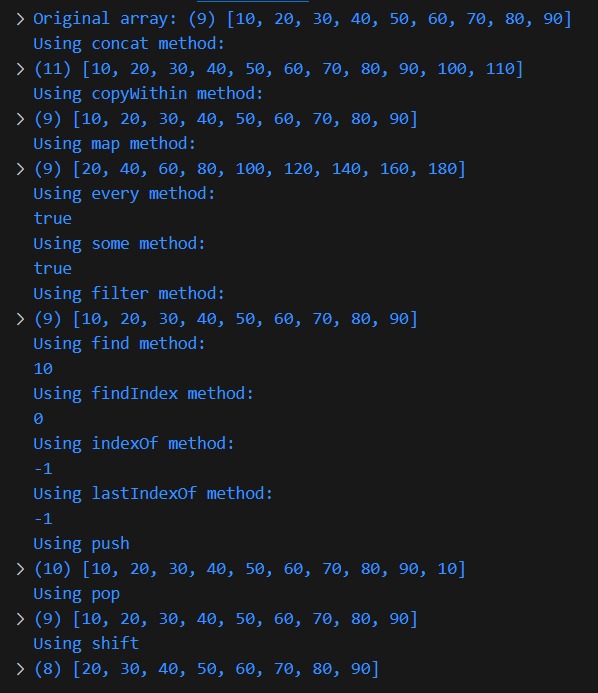 > Original array: (9) [10, 20, 30, 40, 50, 60, 70, 80, 90]
Using concat method:
> (11) [10, 20, 30, 40, 50, 60, 70, 80, 90, 100, 110]
Using copyWithin method:
> (9) [10, 20, 30, 40, 50, 60, 70, 80, 90]
Using map method:
> (9) [20, 40, 60, 80, 100, 120, 140, 160, 180]
Using every method:
true
Using some method:
true
Using filter method:
> (9) [10, 20, 30, 40, 50, 60, 70, 80, 90]
Using find method:
10
Using findIndex method:
0
Using indexOf method:
-1
Using lastIndexOf method:
-1
Using push
> (10) [10, 20, 30, 40, 50, 60, 70, 80, 90, 10]
Using pop
> (9) [10, 20, 30, 40, 50, 60, 70, 80, 90]
Using shift
> (8) [20, 30, 40, 50, 60, 70, 80, 90]